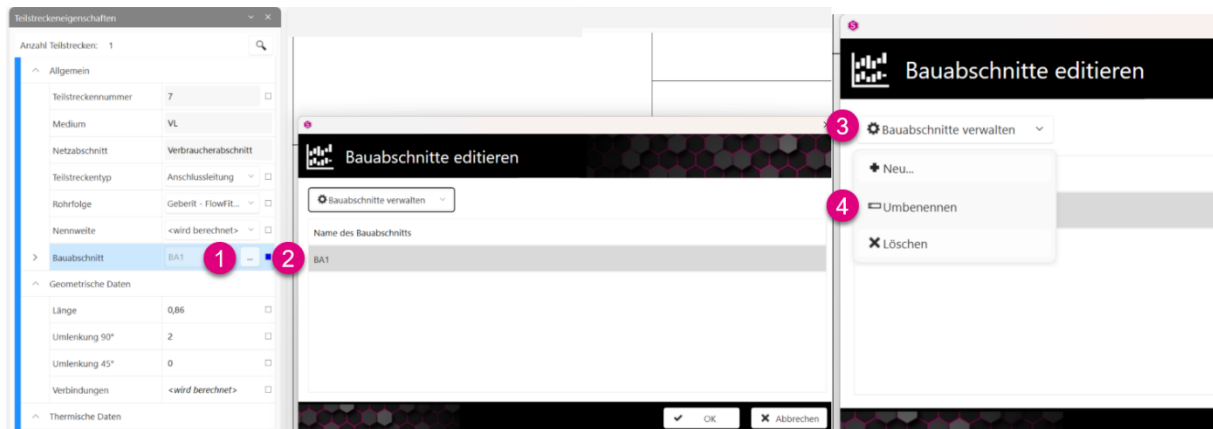 Teilstreckeneigenschaften
Anzahl Teilstrecken: 1
Allgemein
Teilstreckennummer 7
Medium VL
Netzabschnitt Verbraucherabschnitt
Teilstreckentyp Anschlussleitung
Rohrfolge Geberit - FlowFit...
Nennweite <wird berechnet>
Bauabschnitt BA1 1 ... 2
Geometrische Daten
Länge 0,86
Umlenkung 90° 2
Umlenkung 45° 0
Verbindungen <wird berechnet>
Thermische Daten
Bauabschnitte editieren
Bauabschnitte verwalten
Name des Bauabschnitts
BA1
OK Abbrechen
Bauabschnitte editieren
3 Bauabschnitte verwalten
Neu...
4 Umbenennen
Löschen